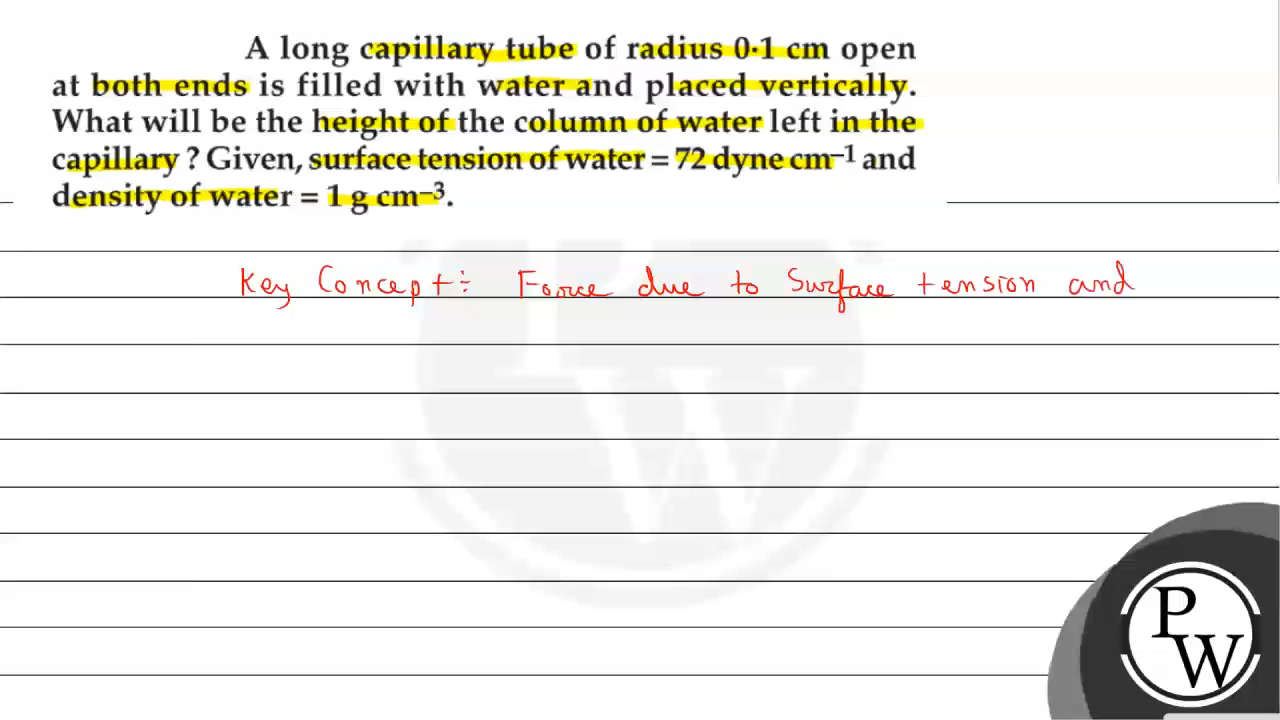 A long capillary tube of radius 0·1 cm open
at both ends is filled with water and placed vertically.
What will be the height of the column of water left in the
capillary ? Given, surface tension of water = 72 dyne cm⁻¹ and
density of water = 1 g cm⁻³.
Key Concept ÷ Force due to Surface tension and
P
W
PW